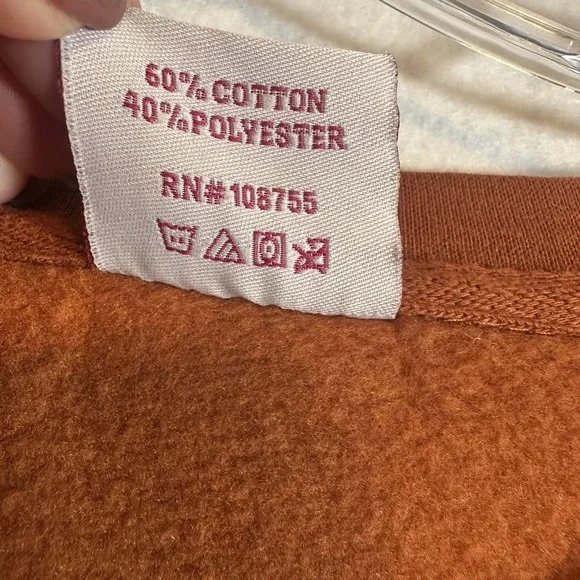 60% COTTON
40% POLYESTER
RN# 108755